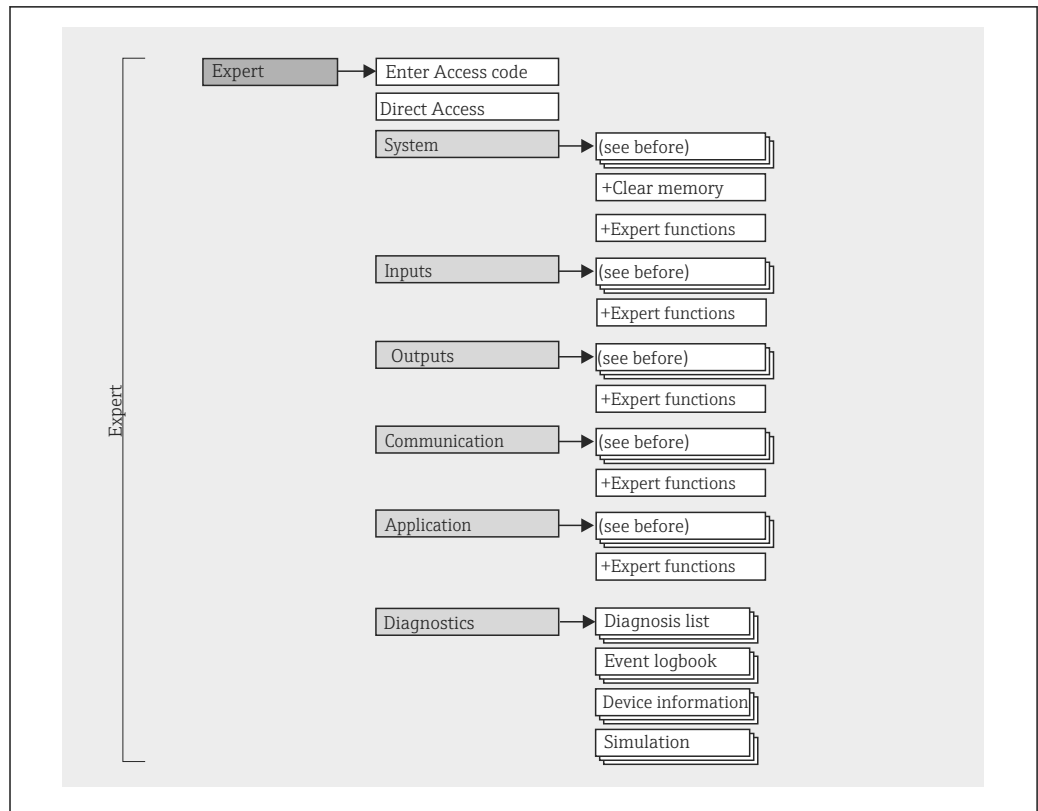 Expert
Expert
Enter Access code
Direct Access
System
(see before)
+Clear memory
+Expert functions
Inputs
(see before)
+Expert functions
Outputs
(see before)
+Expert functions
Communication
(see before)
+Expert functions
Application
(see before)
+Expert functions
Diagnostics
Diagnosis list
Event logbook
Device information
Simulation